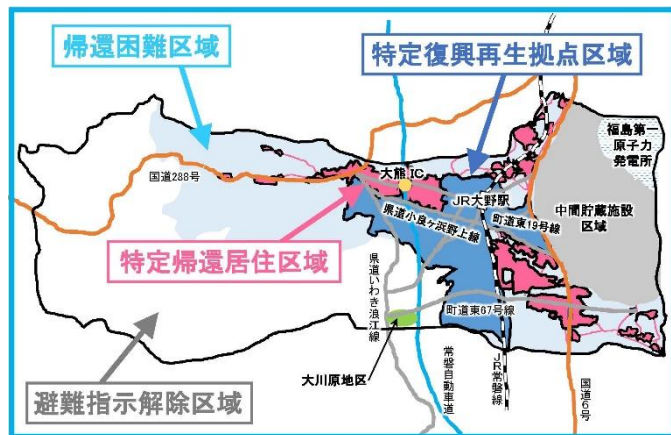 帰還困難区域
特定復興再生拠点区域
福島第一
原子力
発電所
国道288号
大熊IC
JR大野駅
中間貯蔵施設
区域
県道小良ヶ浜野上線
町道東19号線
特定帰還居住区域
県道いわき浪江線
町道東67号線
大川原地区
避難指示解除区域
常磐自動車道
JR常磐線
国道6号